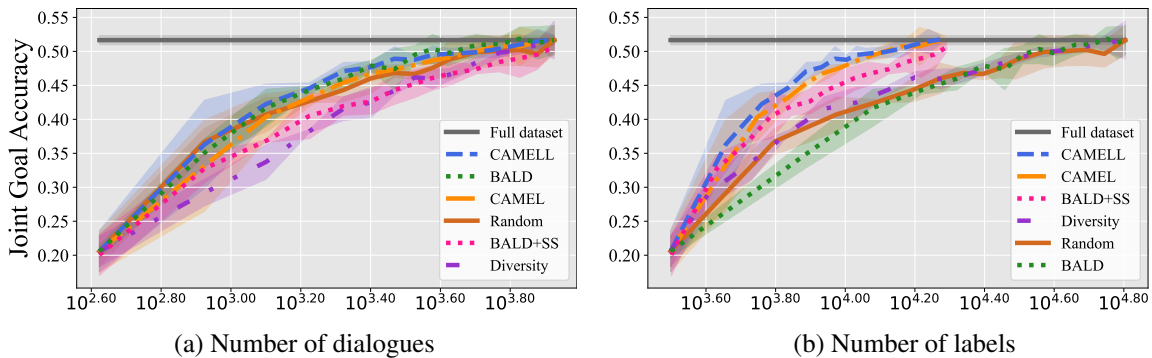 Joint Goal Accuracy
0.55
0.50
0.45
0.40
0.35
0.30
0.25
0.20
Full dataset
CAMELL
BALD
CAMEL
Random
BALD+SS
Diversity
10^2.60 10^2.80 10^3.00 10^3.20 10^3.40 10^3.60 10^3.80
(a) Number of dialogues
0.55
0.50
0.45
0.40
0.35
0.30
0.25
0.20
Full dataset
CAMELL
CAMEL
BALD+SS
Diversity
Random
BALD
10^3.60 10^3.80 10^4.00 10^4.20 10^4.40 10^4.60 10^4.80
(b) Number of labels